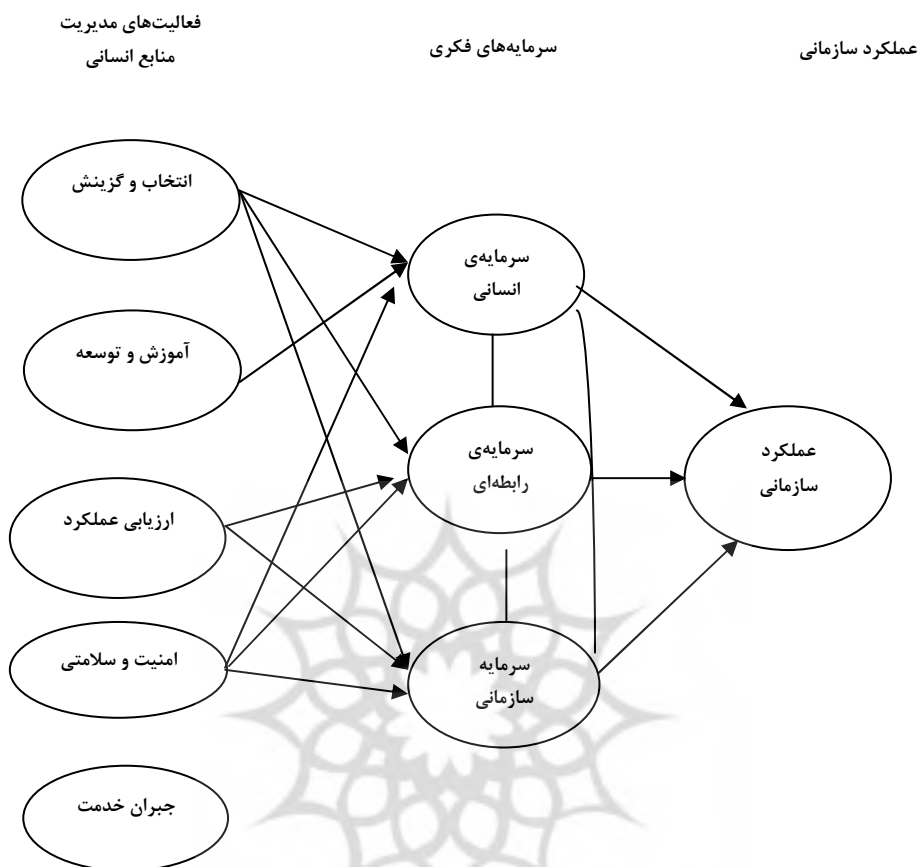 فعالیت‌های مدیریت
منابع انسانی
سرمایه‌های فکری
عملکرد سازمانی
انتخاب و گزینش
سرمایه‌ی
انسانی
آموزش و توسعه
سرمایه‌ی
رابطه‌ای
عملکرد
سازمانی
ارزیابی عملکرد
امنیت و سلامتی
سرمایه
سازمانی
جبران خدمت